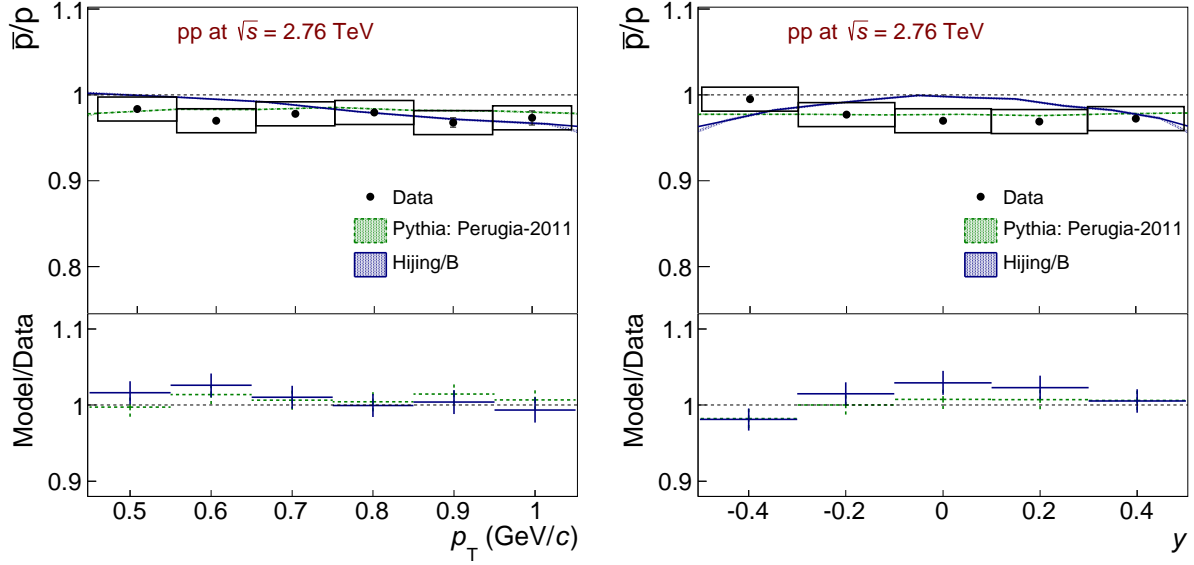 p̅/p
1.1
1
0.9
0.8
pp at √s = 2.76 TeV
Data
Pythia: Perugia-2011
Hijing/B
Model/Data
1.1
1
0.9
0.5 0.6 0.7 0.8 0.9 1
p_T (GeV/c)
p̅/p
1.1
1
0.9
0.8
pp at √s = 2.76 TeV
Data
Pythia: Perugia-2011
Hijing/B
Model/Data
1.1
1
0.9
-0.4 -0.2 0 0.2 0.4
y